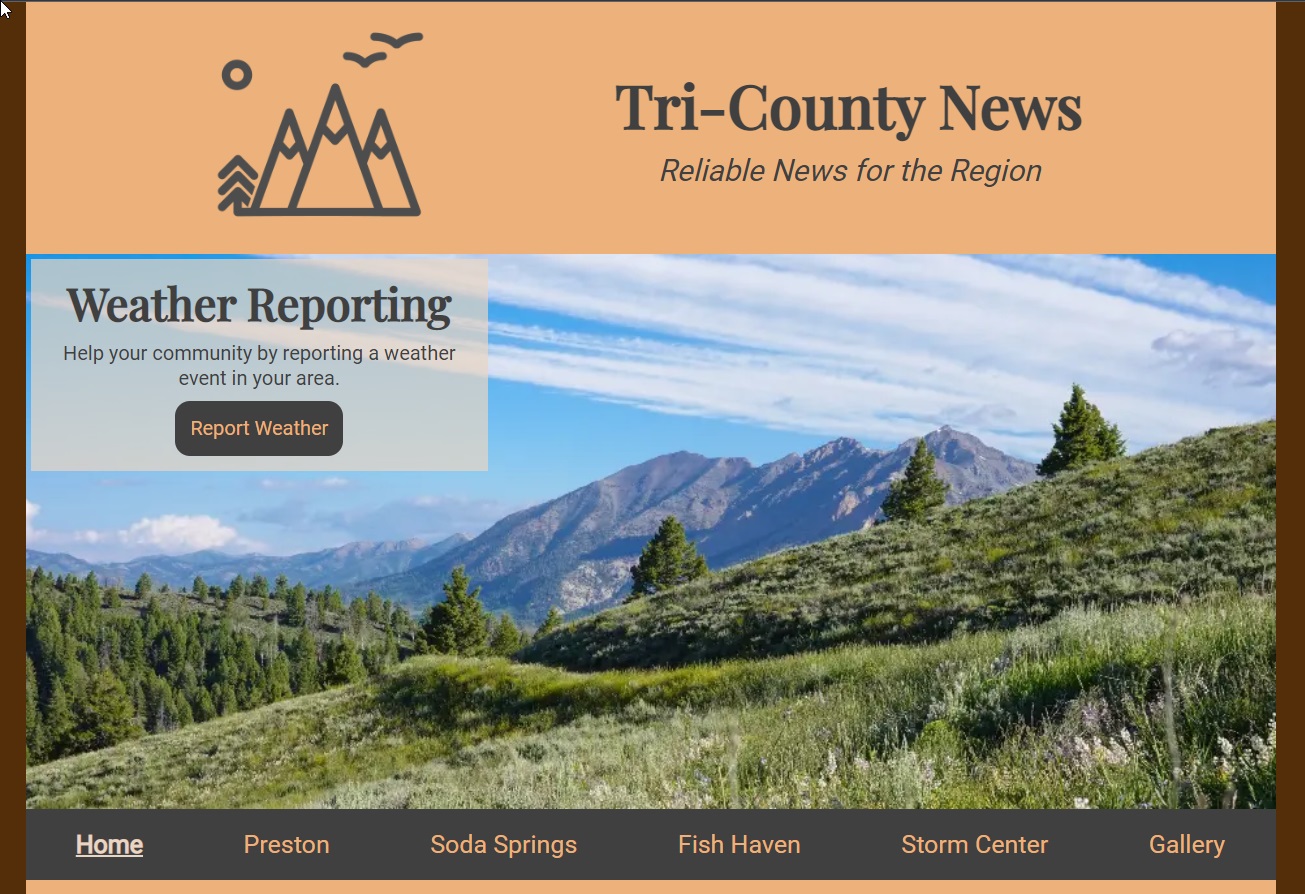 Tri-County News
Reliable News for the Region
Weather Reporting
Help your community by reporting a weather
event in your area.
Report Weather
Home Preston Soda Springs Fish Haven Storm Center Gallery